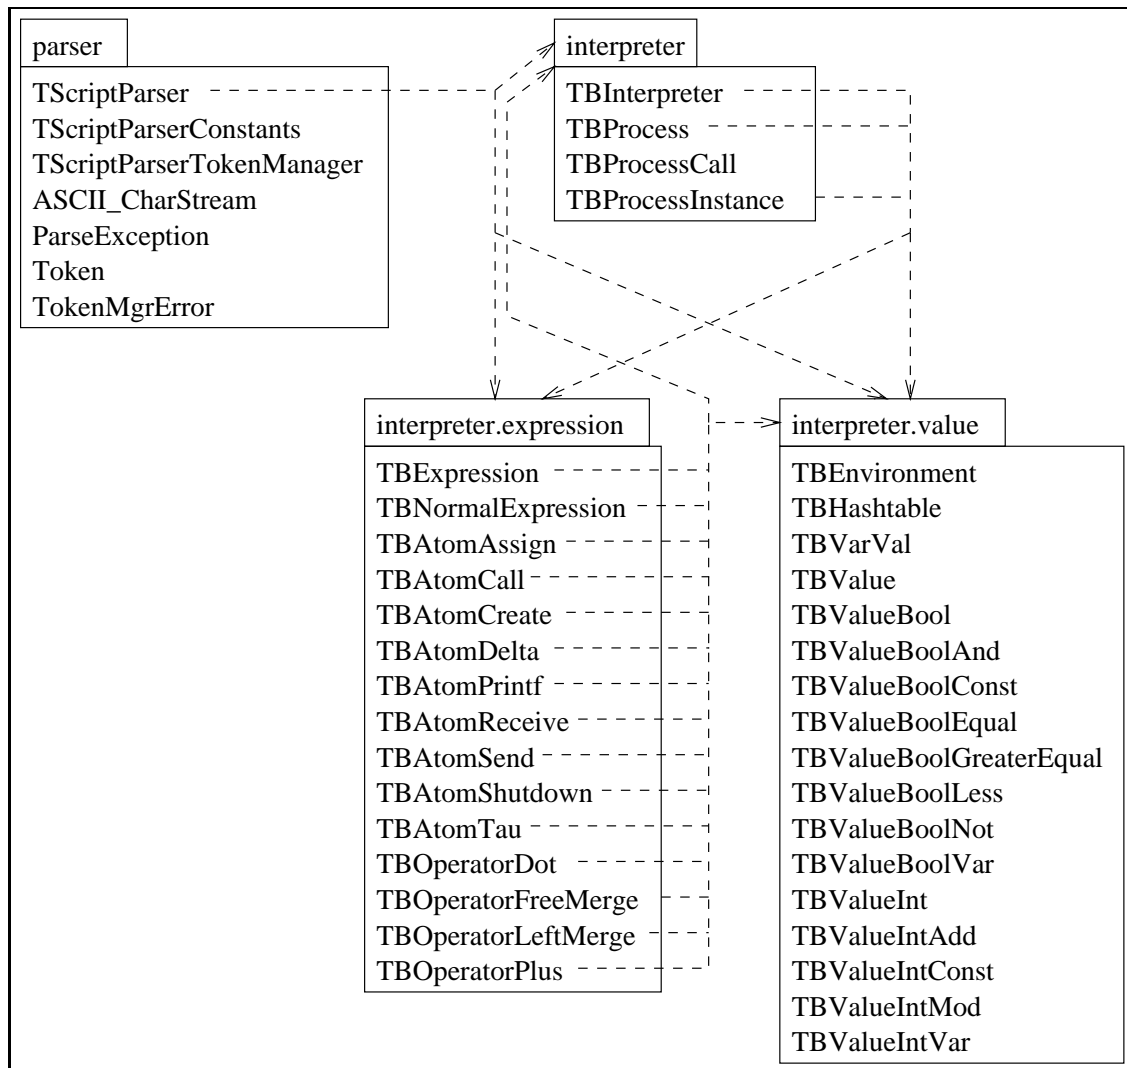 parser
TScriptParser
TScriptParserConstants
TScriptParserTokenManager
ASCII_CharStream
ParseException
Token
TokenMgrError
interpreter
TBInterpreter
TBProcess
TBProcessCall
TBProcessInstance
interpreter.expression
TBExpression
TBNormalExpression
TBAtomAssign
TBAtomCall
TBAtomCreate
TBAtomDelta
TBAtomPrintf
TBAtomReceive
TBAtomSend
TBAtomShutdown
TBAtomTau
TBOperatorDot
TBOperatorFreeMerge
TBOperatorLeftMerge
TBOperatorPlus
interpreter.value
TBEnvironment
TBHashtable
TBVarVal
TBValue
TBValueBool
TBValueBoolAnd
TBValueBoolConst
TBValueBoolEqual
TBValueBoolGreaterEqual
TBValueBoolLess
TBValueBoolNot
TBValueBoolVar
TBValueInt
TBValueIntAdd
TBValueIntConst
TBValueIntMod
TBValueIntVar